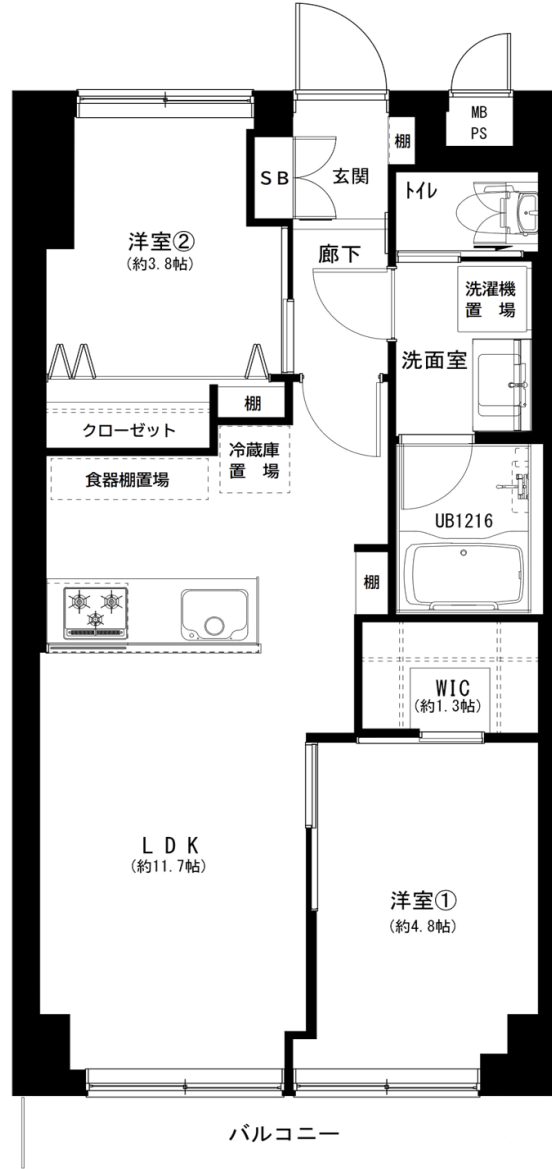 MB
PS
棚
SB
玄関
トイレ
洋室②
(約3.8帖)
廊下
洗濯機
置 場
洗面室
棚
クローゼット
冷蔵庫
置 場
食器棚置場
UB1216
棚
WIC
(約1.3帖)
LDK
(約11.7帖)
洋室①
(約4.8帖)
バルコニー